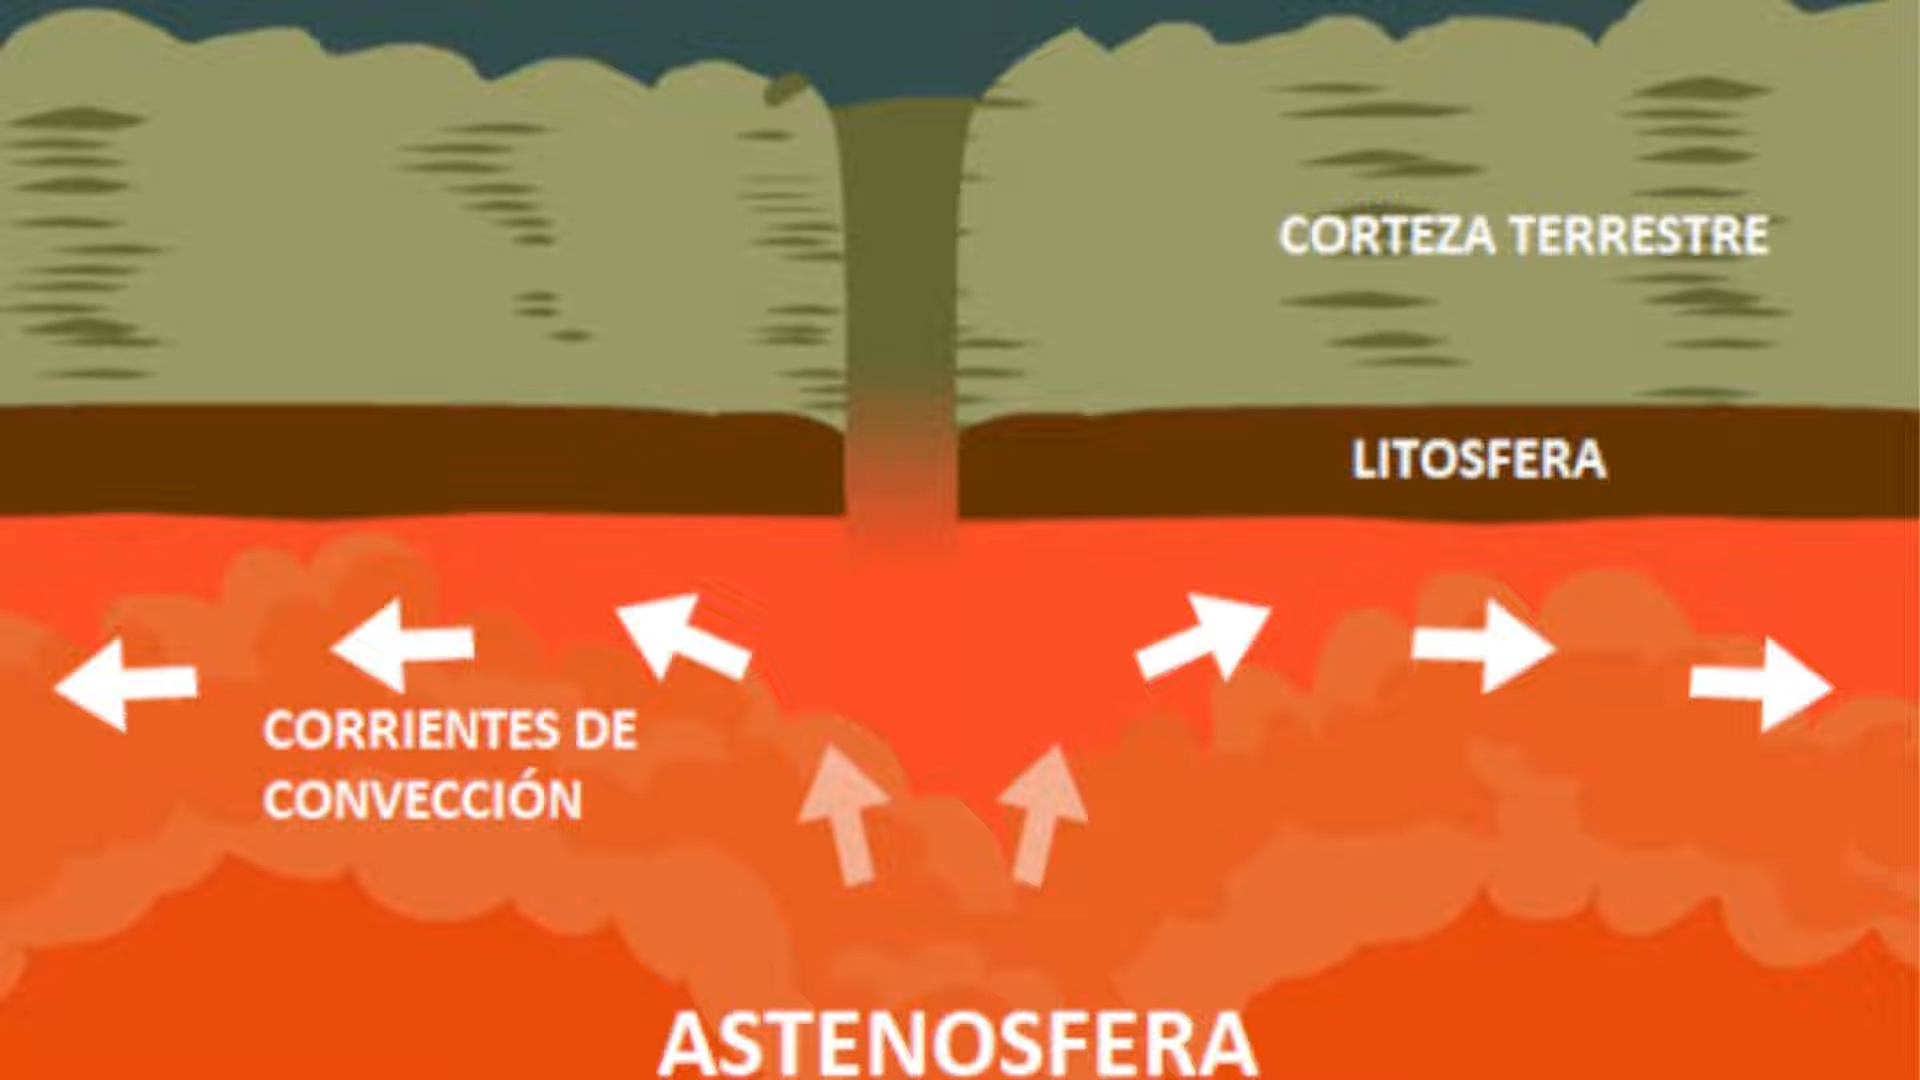 CORTEZA TERRESTRE
LITOSFERA
CORRIENTES DE
CONVECCIÓN
ASTENOSFERA